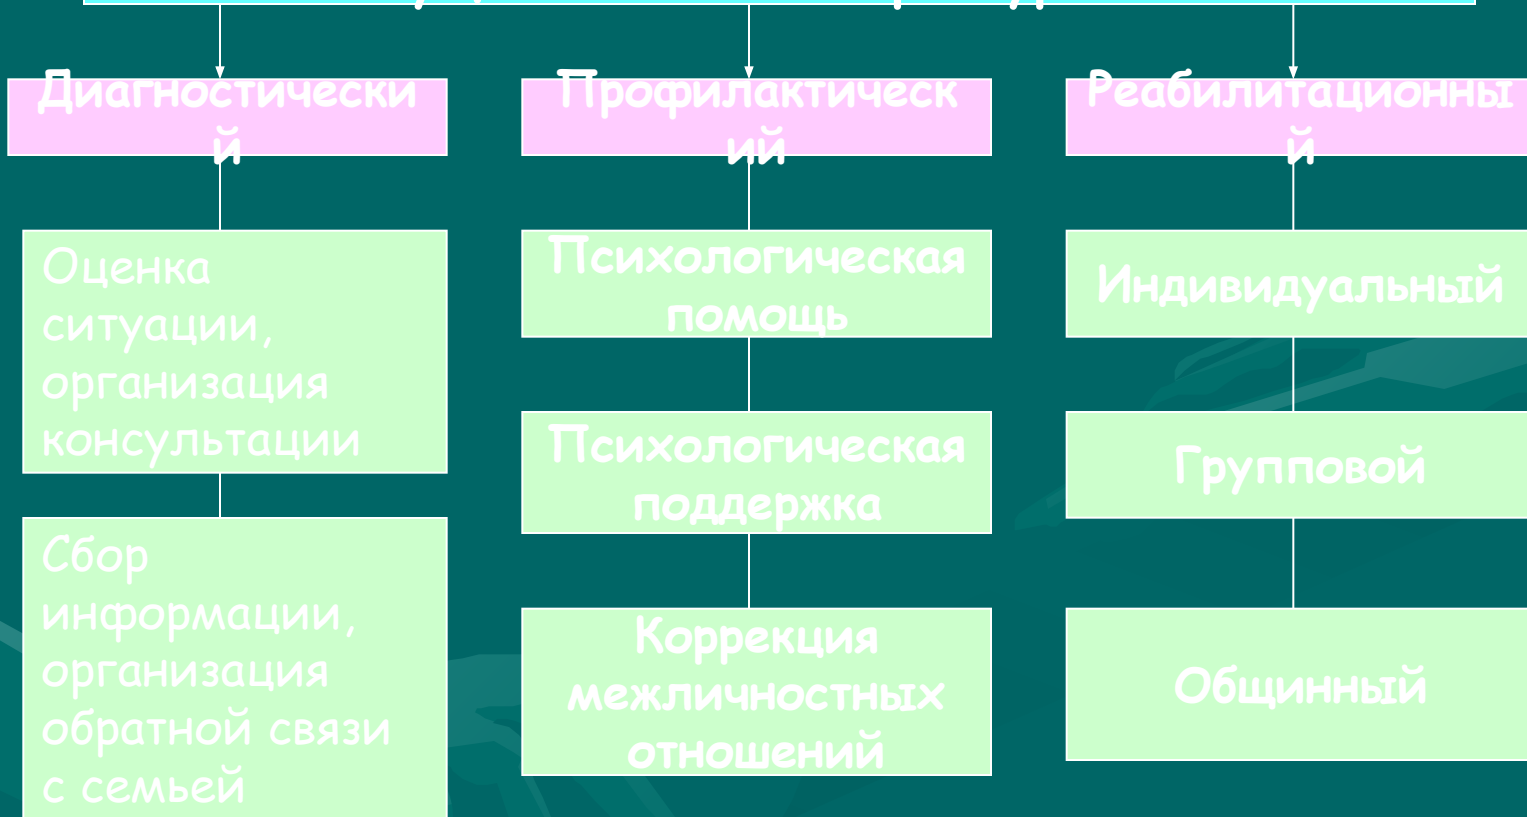 Диагностически
й
Оценка
ситуации,
организация
консультации
Сбор
информации,
организация
обратной связи
с семьей
Профилактическ
ий
Психологическая
помощь
Психологическая
поддержка
Коррекция
межличностных
отношений
Реабилитационны
й
Индивидуальный
Групповой
Общинный